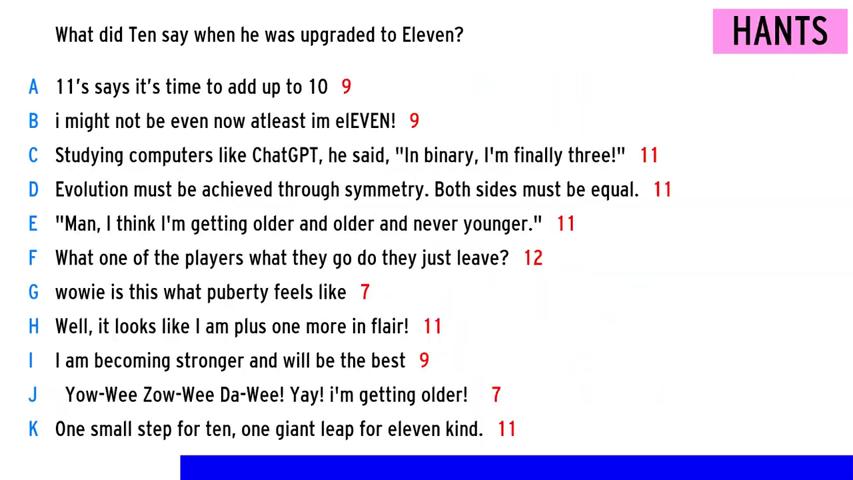 What did Ten say when he was upgraded to Eleven?
HANTS
A 11's says it's time to add up to 10 9
B i might not be even now atleast im elEVEN! 9
C Studying computers like ChatGPT, he said, "In binary, I'm finally three!" 11
D Evolution must be achieved through symmetry. Both sides must be equal. 11
E "Man, I think I'm getting older and older and never younger." 11
F What one of the players what they go do they just leave? 12
G wowie is this what puberty feels like 7
H Well, it looks like I am plus one more in flair! 11
I I am becoming stronger and will be the best 9
J Yow-Wee Zow-Wee Da-Wee! Yay! i'm getting older! 7
K One small step for ten, one giant leap for eleven kind. 11